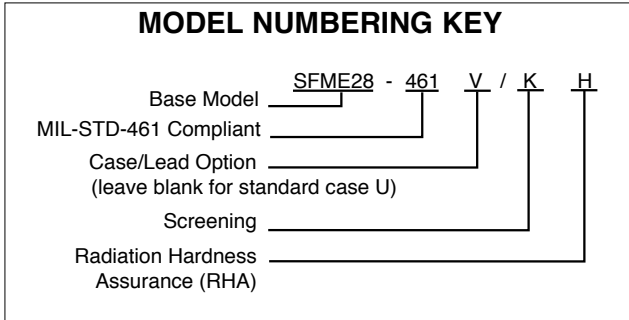 MODEL NUMBERING KEY
SFME28 - 461 V / K H
Base Model
MIL-STD-461 Compliant
Case/Lead Option
(leave blank for standard case U)
Screening
Radiation Hardness
Assurance (RHA)